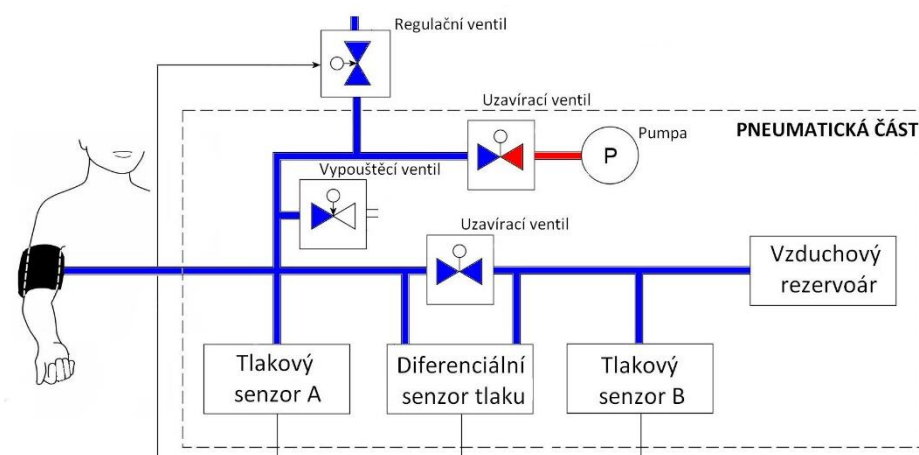 Regulační ventil
Uzavírací ventil
Pumpa
PNEUMATICKÁ ČÁST
P
Vypouštěcí ventil
Uzavírací ventil
Vzduchový
rezervoár
Tlakový
senzor A
Diferenciální
senzor tlaku
Tlakový
senzor B